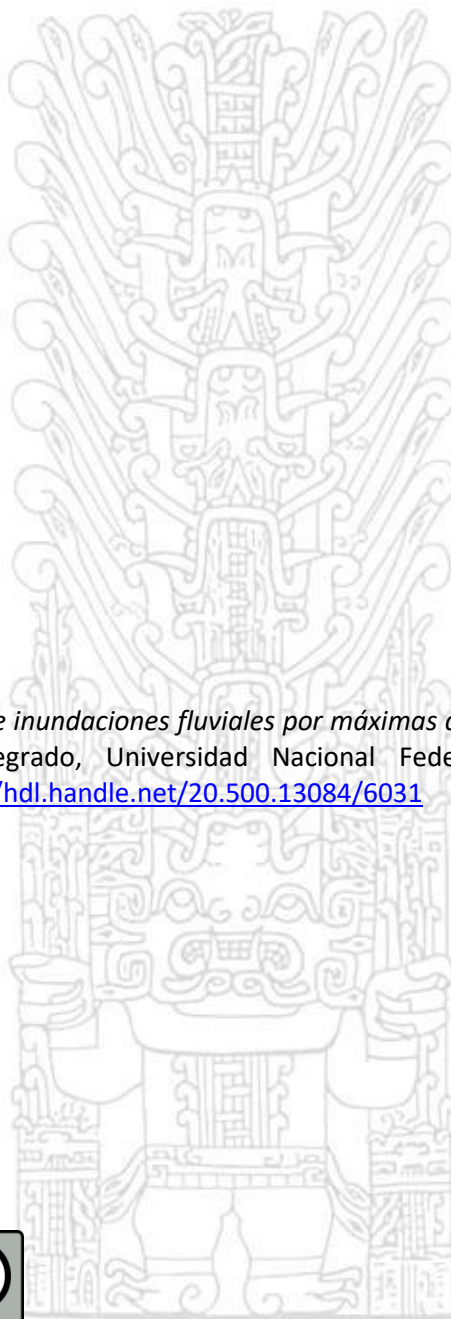 e inundaciones fluviales por máximas
egrado, Universidad Nacional Fede
/hdl.handle.net/20.500.13084/6031